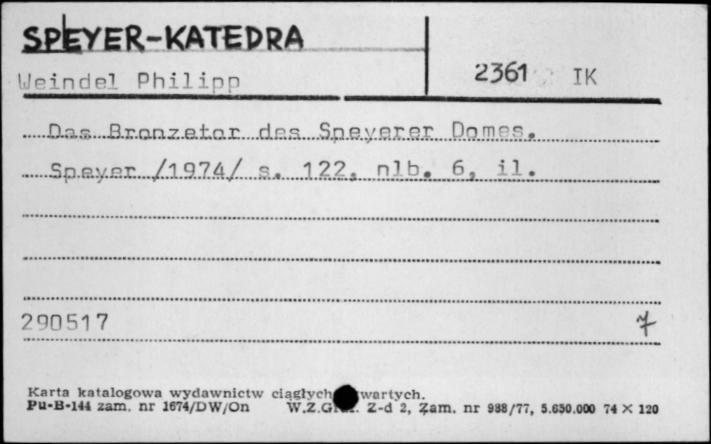 SPEYER-KATEDRA
Weindel Philipp
2361 IK
Das Bronzetor des Speyerer Domes.
Speyer /1974/ s. 122, nlb. 6, il.
290517
7
Karta katalogowa wydawnictw ciągłych wartych.
Pu-B-144 zam. nr 1674/DW/On W.Z.Graf. Z-d 2, Zam. nr 988/77, 5.650.000 74 × 120